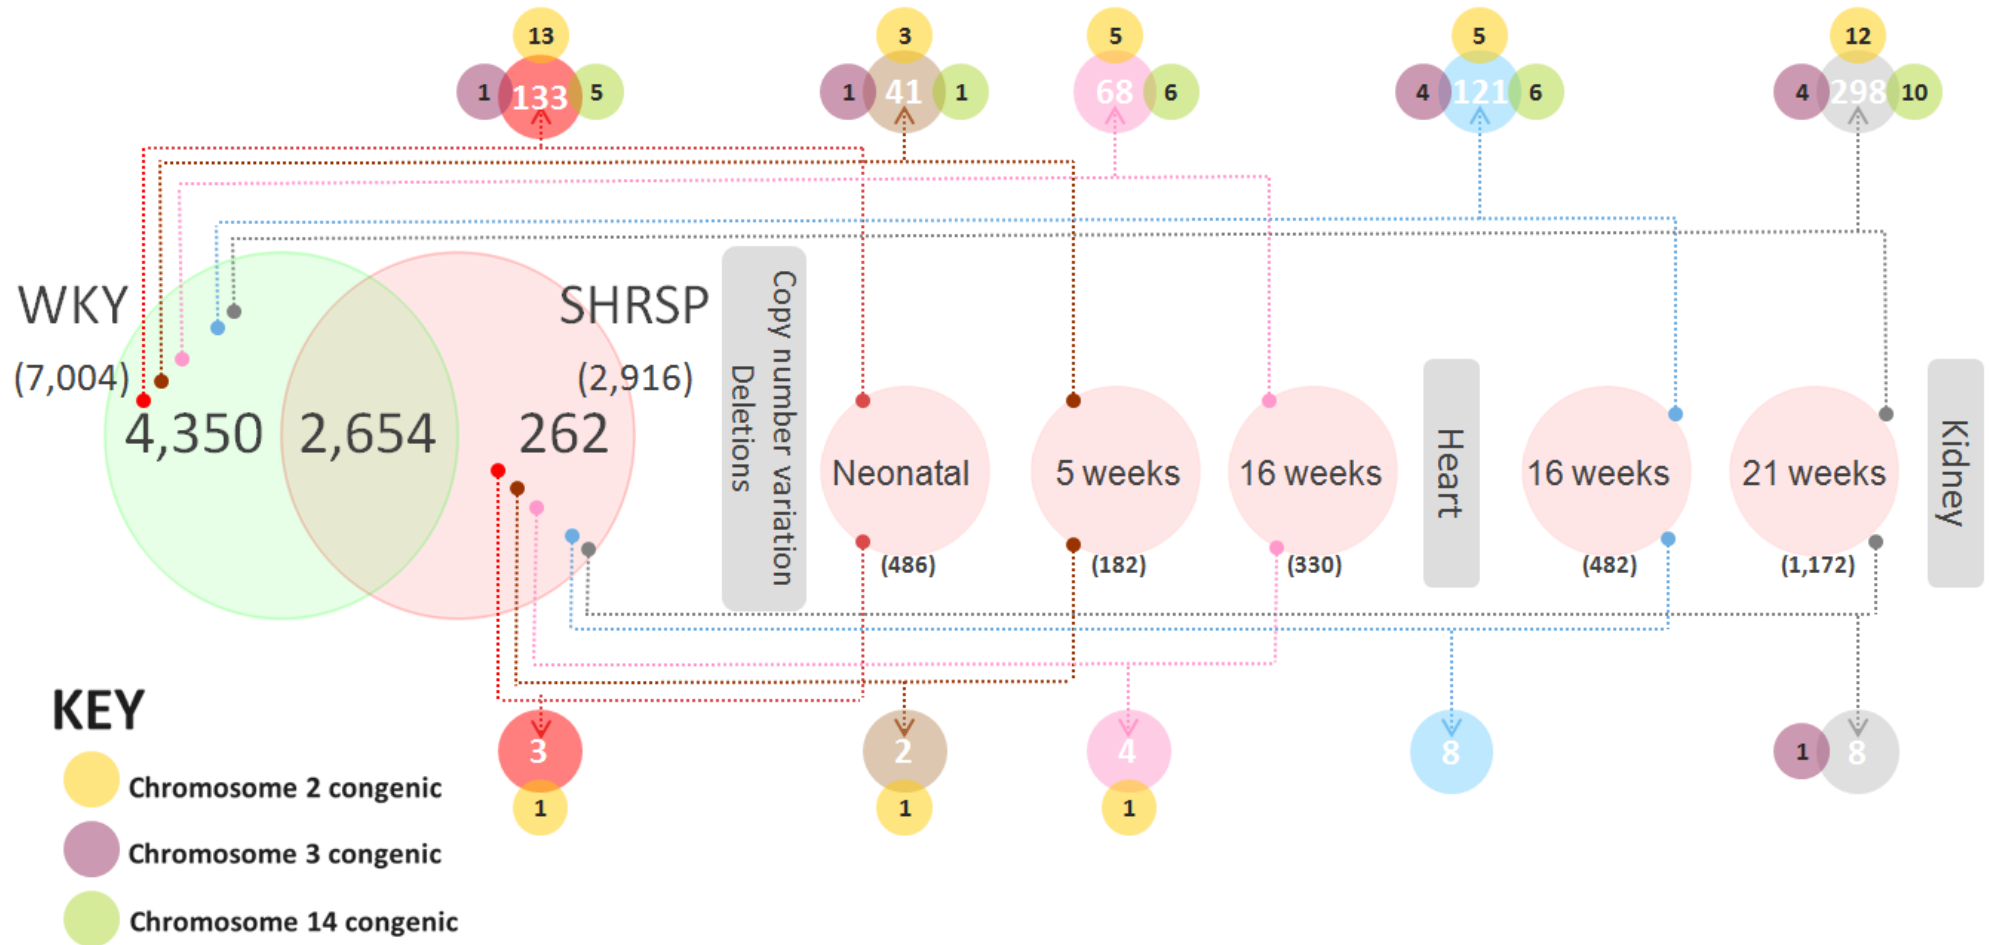 13
1
133
5
3
1
41
1
5
68
6
5
4
121
6
12
4
298
10
WKY
(7,004)
4,350
2,654
SHRSP
(2,916)
262
Copy number variation
Deletions
Neonatal
(486)
5 weeks
(182)
16 weeks
(330)
Heart
16 weeks
(482)
21 weeks
(1,172)
Kidney
3
1
2
1
4
1
8
1
8
KEY
Chromosome 2 congenic
Chromosome 3 congenic
Chromosome 14 congenic